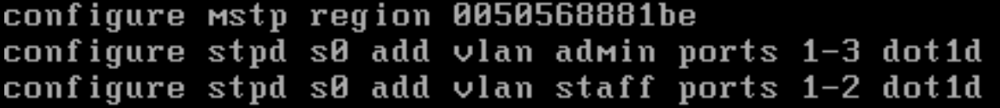 configure mstp region 0050568881be
configure stpd s0 add vlan admin ports 1-3 dot1d
configure stpd s0 add vlan staff ports 1-2 dot1d